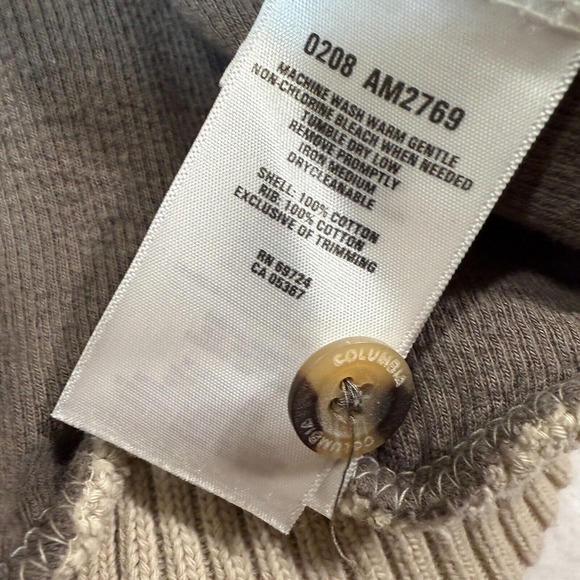 0208 AM2769
MACHINE WASH WARM GENTLE
NON-CHLORINE BLEACH WHEN NEEDED
TUMBLE DRY LOW
REMOVE PROMPTLY
IRON MEDIUM
DRYCLEANABLE
SHELL: 100% COTTON
RIB: 100% COTTON
EXCLUSIVE OF TRIMMING
RN 69724
CA 05367
COLUMBIA
COLUMBIA